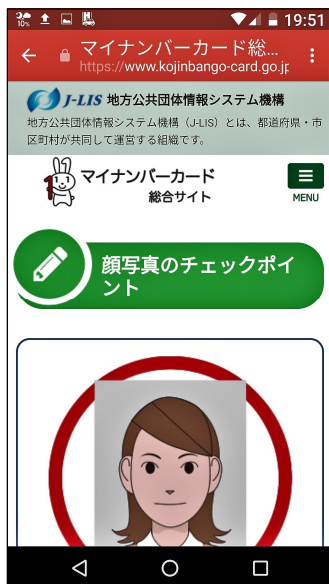 10%
19:51
マイナンバーカード総...
https://www.kojinbango-card.go.jp
J-LIS 地方公共団体情報システム機構
地方公共団体情報システム機構（J-LIS）とは、都道府県・市
区町村が共同して運営する組織です。
マイナンバーカード
総合サイト
MENU
顔写真のチェックポイ
ント